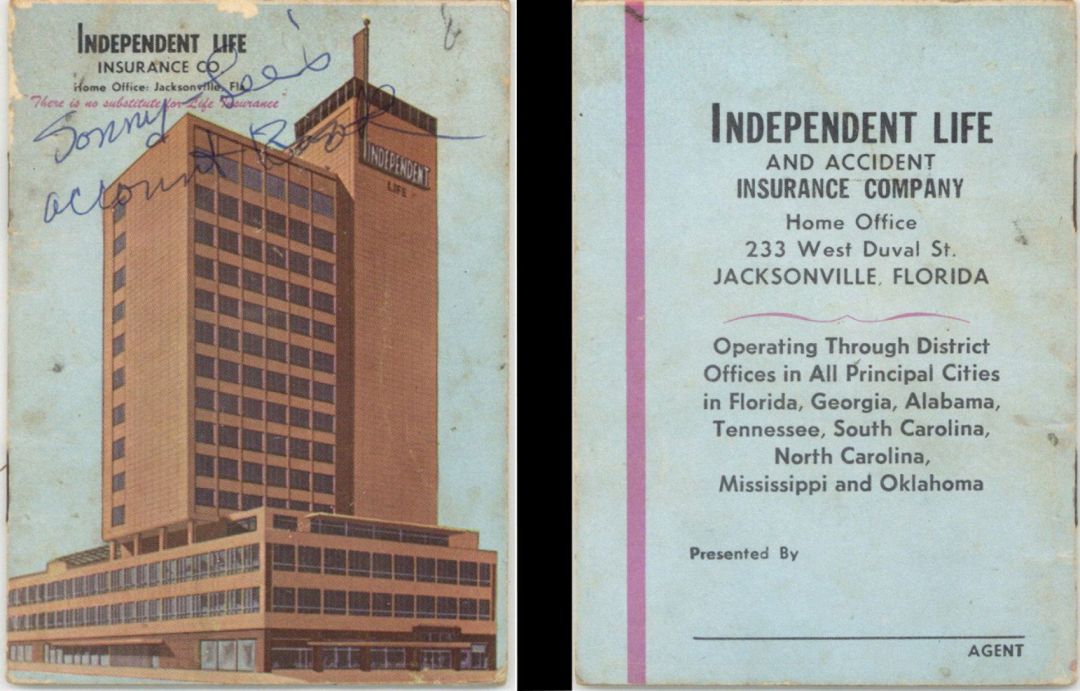 INDEPENDENT LIFE
INSURANCE CO
Home Office: Jacksonville, Fla.
There is no substitute for Life Insurance
Sonny Lee's
account Book
INDEPENDENT
LIFE
INDEPENDENT LIFE
AND ACCIDENT
INSURANCE COMPANY
Home Office
233 West Duval St.
JACKSONVILLE, FLORIDA
Operating Through District
Offices in All Principal Cities
in Florida, Georgia, Alabama,
Tennessee, South Carolina,
North Carolina,
Mississippi and Oklahoma
Presented By
AGENT